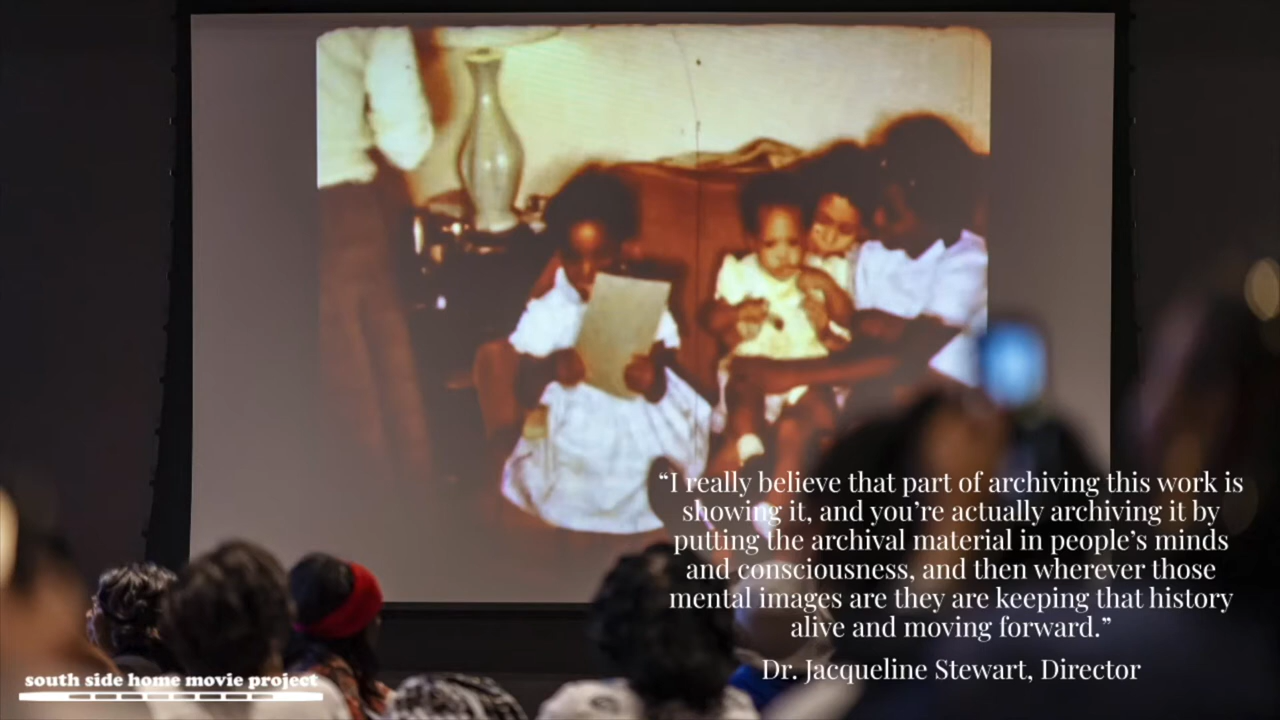 “I really believe that part of archiving this work is
showing it, and you’re actually archiving it by
putting the archival material in people’s minds
and consciousness, and then wherever those
mental images are they are keeping that history
alive and moving forward.”
Dr. Jacqueline Stewart, Director
south side home movie project